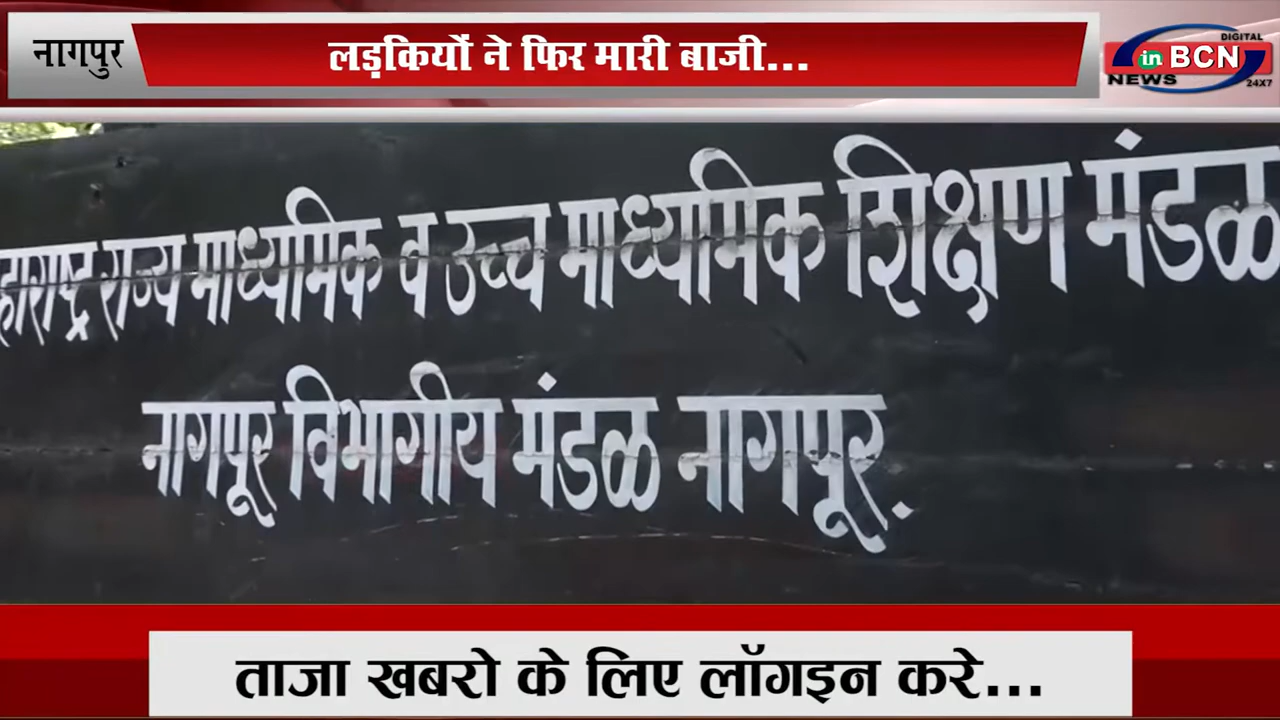 नागपुर
लड़कियों ने फिर मारी बाजी...
DIGITAL
in BCN
NEWS 24X7
हाराष्ट्र राज्य माध्यमिक व उच्च माध्यमिक शिक्षण मंडळ
नागपूर विभागीय मंडळ नागपूर.
ताजा खबरो के लिए लॉगइन करे...